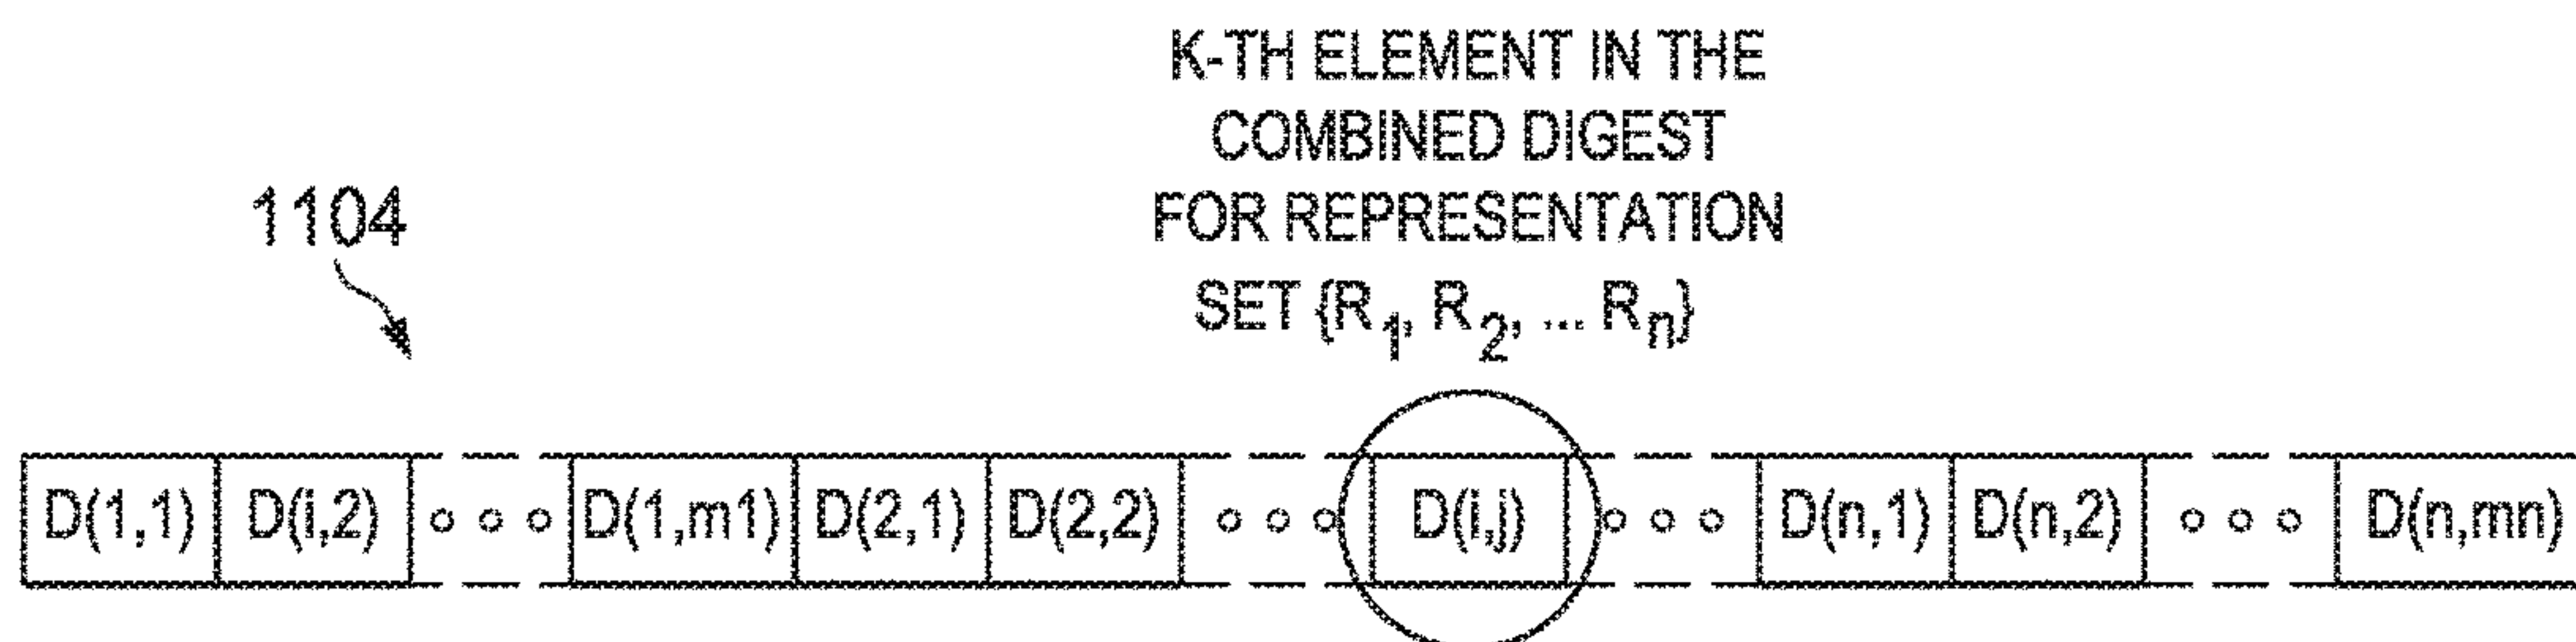 K-TH ELEMENT IN THE
COMBINED DIGEST
FOR REPRESENTATION
SET {R1, R2, ... Rn}
1104
D(1,1) D(i,2) ∘ ∘ ∘ D(1,m1) D(2,1) D(2,2) ∘ ∘ ∘ D(i,j) ∘ ∘ ∘ D(n,1) D(n,2) ∘ ∘ ∘ D(n,mn)